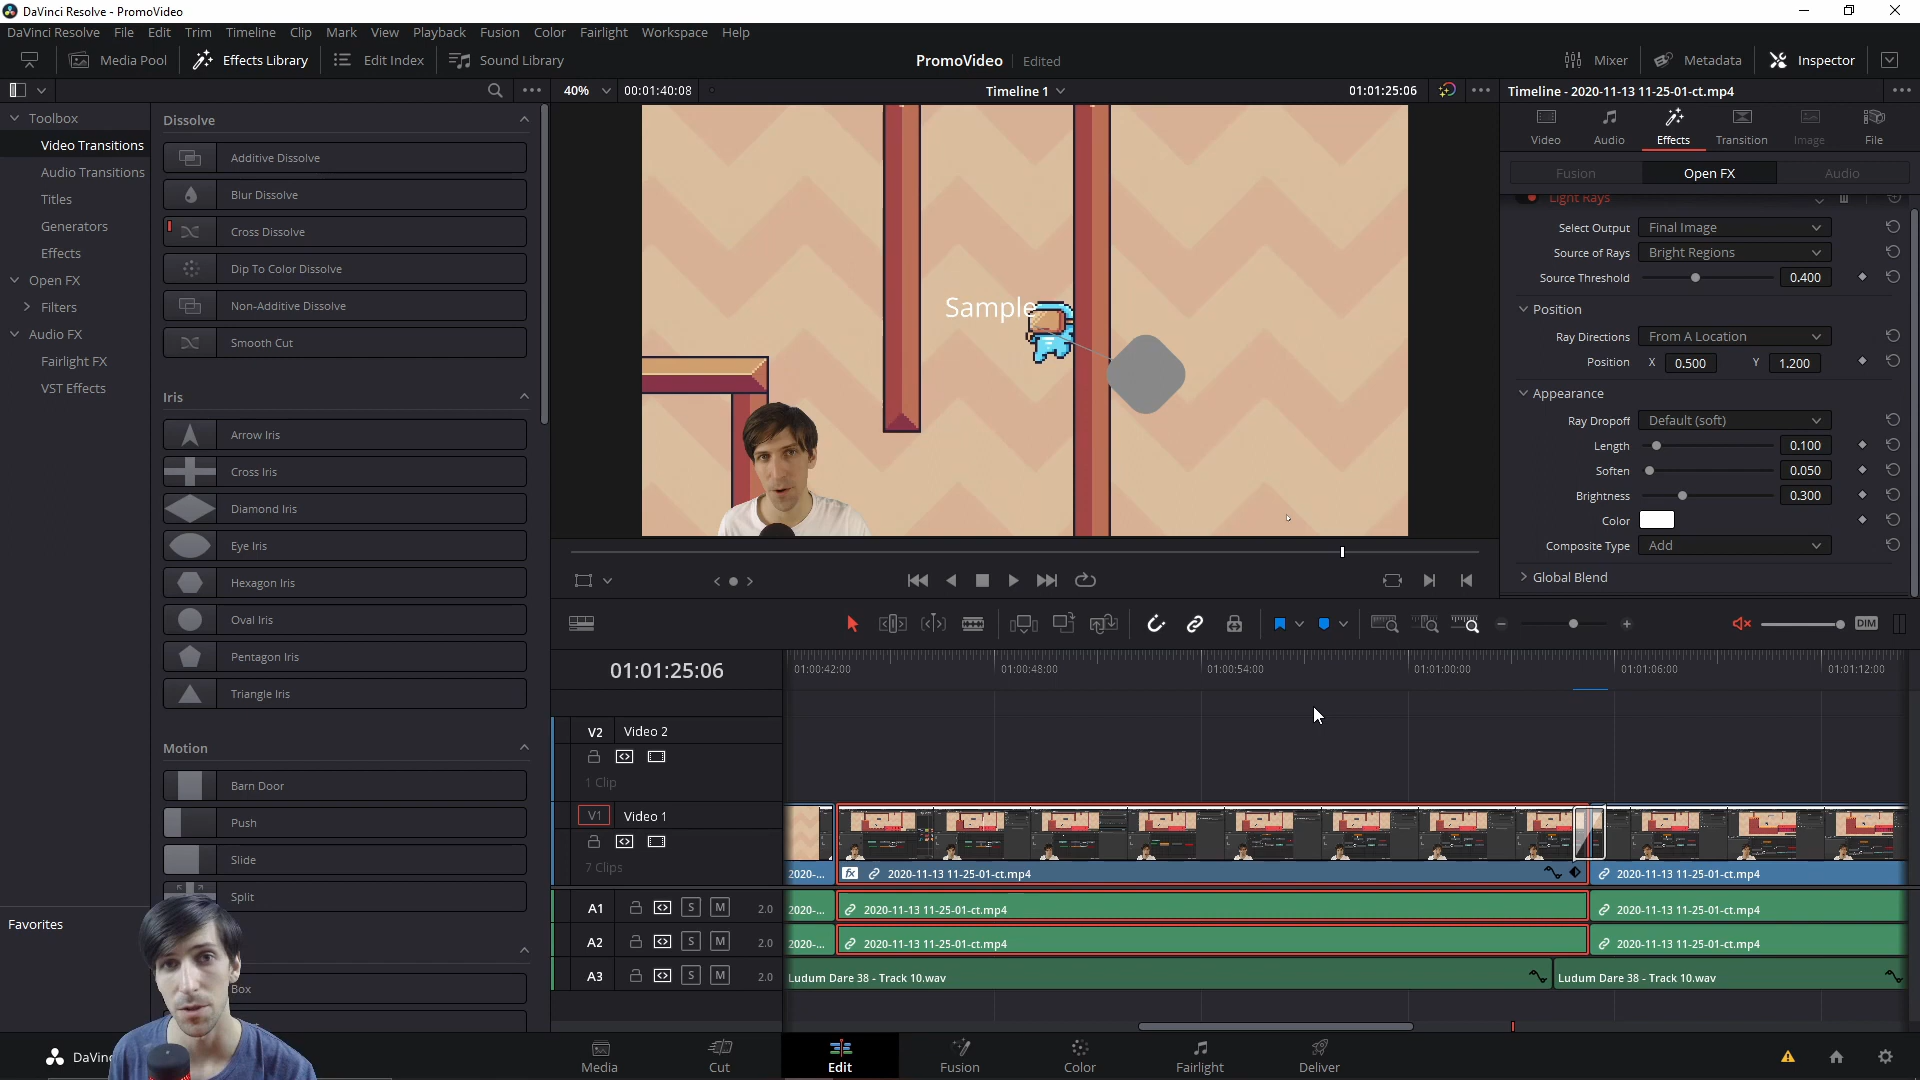 DaVinci Resolve - PromoVideo
DaVinci Resolve File Edit Trim Timeline Clip Mark View Playback Fusion Color Fairlight Workspace Help
Media Pool Effects Library Edit Index Sound Library PromoVideo Edited Mixer Metadata Inspector
40% 00:01:40:08 Timeline 1 01:01:25:06 Timeline - 2020-11-13 11-25-01-ct.mp4
Toolbox
Video Transitions
Audio Transitions
Titles
Generators
Effects
Open FX
Filters
Audio FX
Fairlight FX
VST Effects
Favorites
Dissolve
Additive Dissolve
Blur Dissolve
Cross Dissolve
Dip To Color Dissolve
Non-Additive Dissolve
Smooth Cut
Iris
Arrow Iris
Cross Iris
Diamond Iris
Eye Iris
Hexagon Iris
Oval Iris
Pentagon Iris
Triangle Iris
Motion
Barn Door
Push
Slide
Split
Box
Sample
Video Audio Effects Transition Image File
Fusion Open FX Audio
Light Rays
Select Output Final Image
Source of Rays Bright Regions
Source Threshold 0.400
Position
Ray Directions From A Location
Position X 0.500 Y 1.200
Appearance
Ray Dropoff Default (soft)
Length 0.100
Soften 0.050
Brightness 0.300
Color
Composite Type Add
Global Blend
DIM
01:01:25:06 01:00:42:00 01:00:48:00 01:00:54:00 01:01:00:00 01:01:06:00 01:01:12:00
V2 Video 2
1 Clip
V1 Video 1
7 Clips
2020-... fx 2020-11-13 11-25-01-ct.mp4 2020-11-13 11-25-01-ct.mp4
A1 S M 2.0 2020-... 2020-11-13 11-25-01-ct.mp4 2020-11-13 11-25-01-ct.mp4
A2 S M 2.0 2020-... 2020-11-13 11-25-01-ct.mp4 2020-11-13 11-25-01-ct.mp4
A3 S M 2.0 Ludum Dare 38 - Track 10.wav Ludum Dare 38 - Track 10.wav
Media Cut Edit Fusion Color Fairlight Deliver